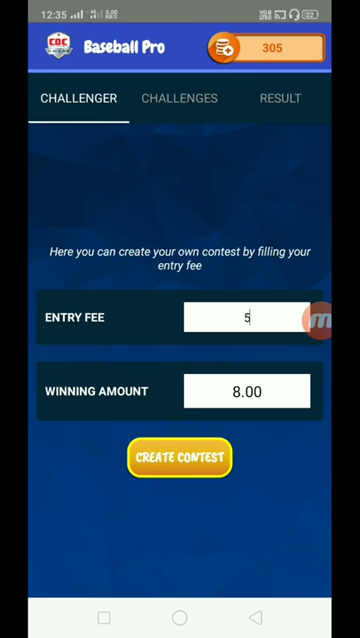 12:35
CDC
Baseball Pro
305
CHALLENGER
CHALLENGES
RESULT
Here you can create your own contest by filling your
entry fee
ENTRY FEE
5
WINNING AMOUNT
8.00
CREATE CONTEST